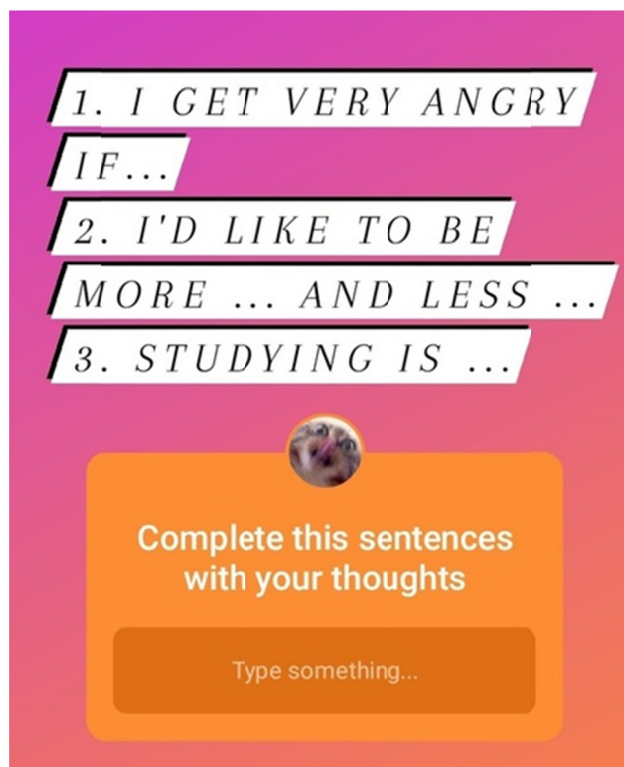 1. I GET VERY ANGRY
IF...
2. I'D LIKE TO BE
MORE ... AND LESS ...
3. STUDYING IS ...
Complete this sentences
with your thoughts
Type something...